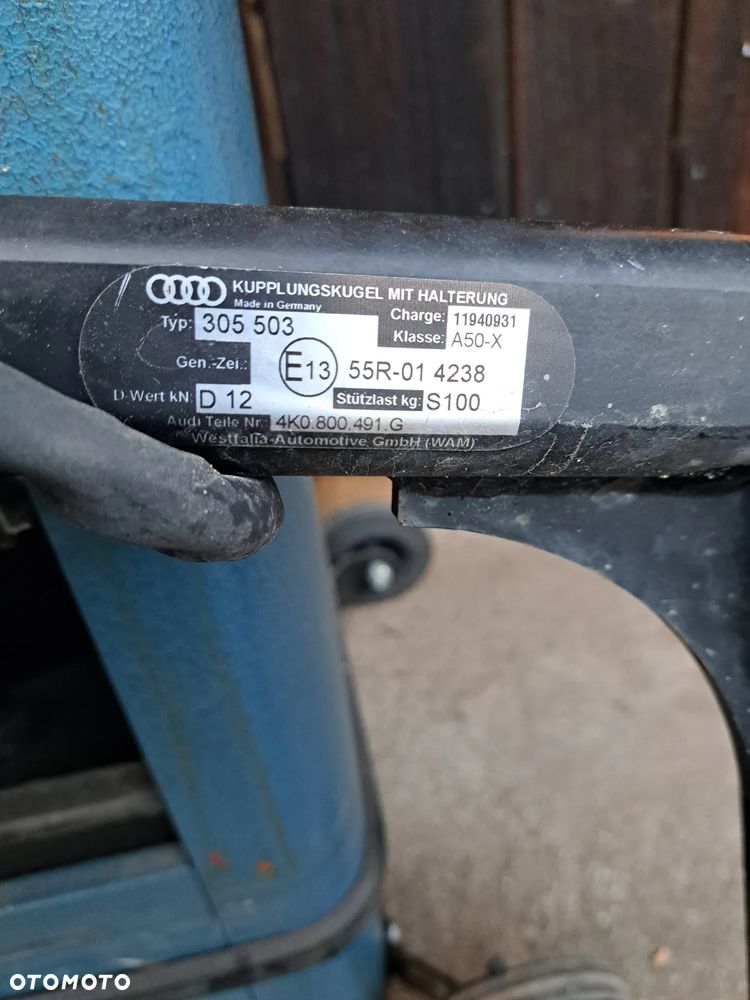 KUPPLUNGSKUGEL MIT HALTERUNG
Made in Germany
Charge: 11940931
Typ: 305 503
Klasse: A50-X
Gen.-Zei.: E13 55R-01 4238
D-Wert kN: D 12 Stützlast kg: S100
Audi Teile Nr. 4K0.800.491.G
Westfalia-Automotive GmbH (WAM)
OTOMOTO